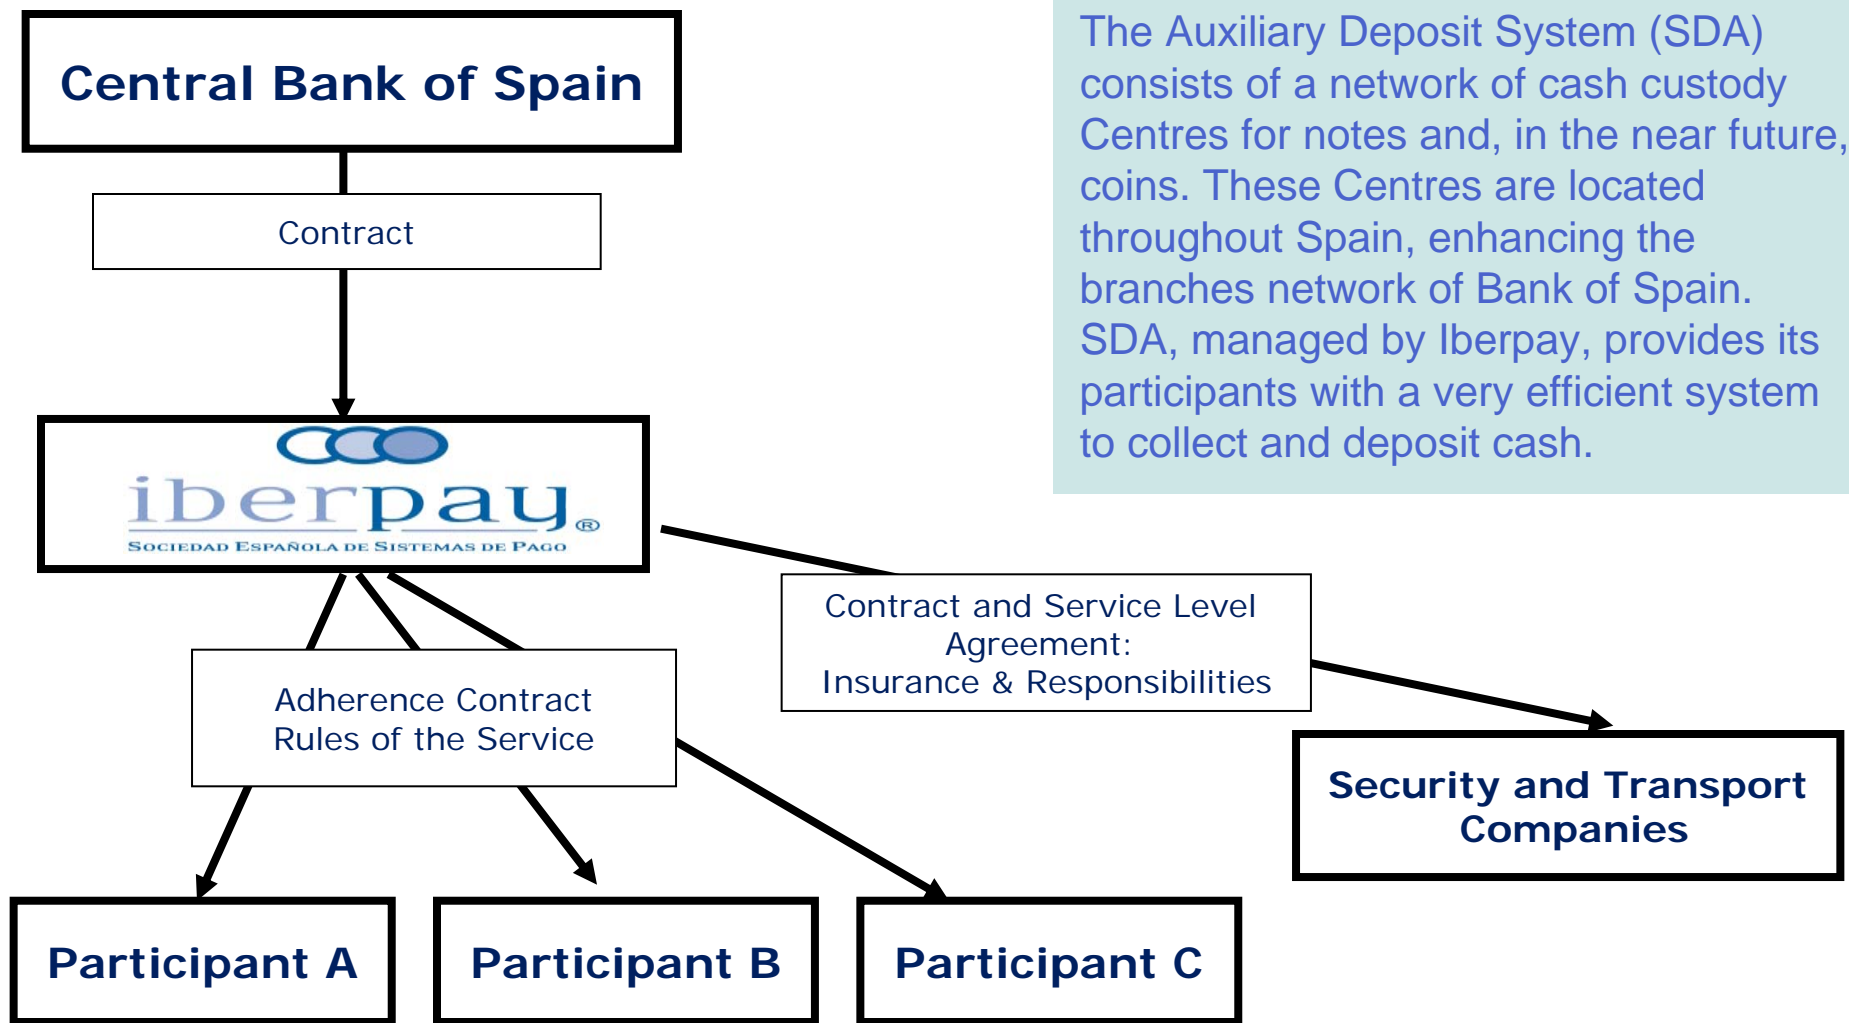 Central Bank of Spain
Contract
The Auxiliary Deposit System (SDA)
consists of a network of cash custody
Centres for notes and, in the near future,
coins. These Centres are located
throughout Spain, enhancing the
branches network of Bank of Spain.
SDA, managed by Iberpay, provides its
participants with a very efficient system
to collect and deposit cash.
iberpay®
SOCIEDAD ESPAÑOLA DE SISTEMAS DE PAGO
Contract and Service Level
Agreement:
Insurance & Responsibilities
Adherence Contract
Rules of the Service
Security and Transport
Companies
Participant A
Participant B
Participant C